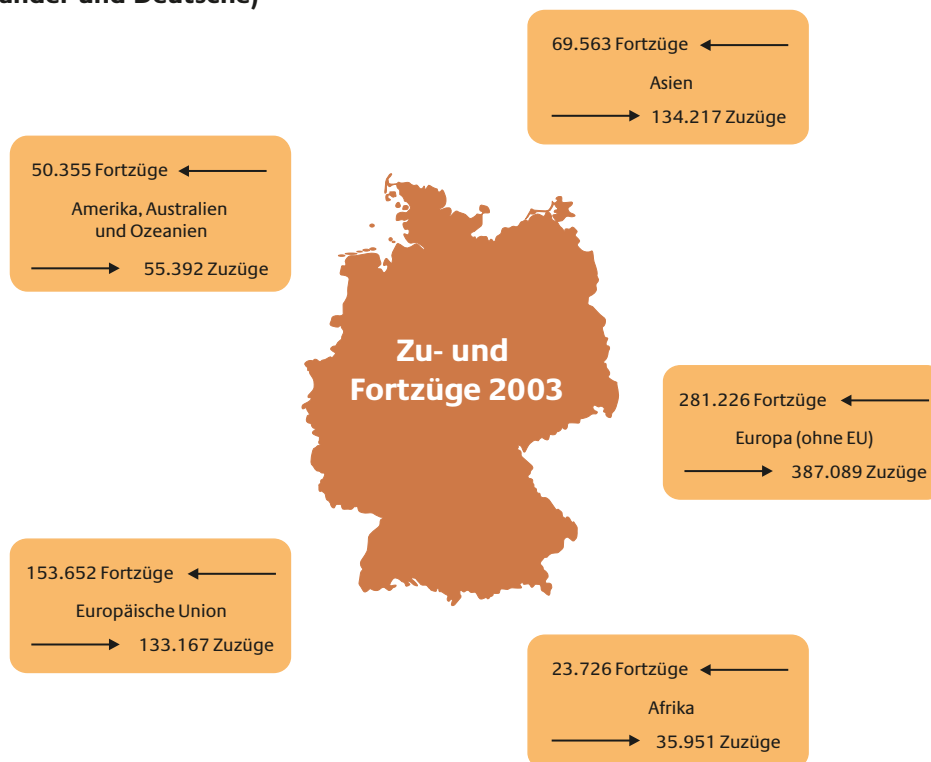 und Deutsche)
69.563 Fortzüge
Asien
134.217 Zuzüge
50.355 Fortzüge
Amerika, Australien
und Ozeanien
55.392 Zuzüge
Zu- und
Fortzüge 2003
281.226 Fortzüge
Europa (ohne EU)
387.089 Zuzüge
153.652 Fortzüge
Europäische Union
133.167 Zuzüge
23.726 Fortzüge
Afrika
35.951 Zuzüge